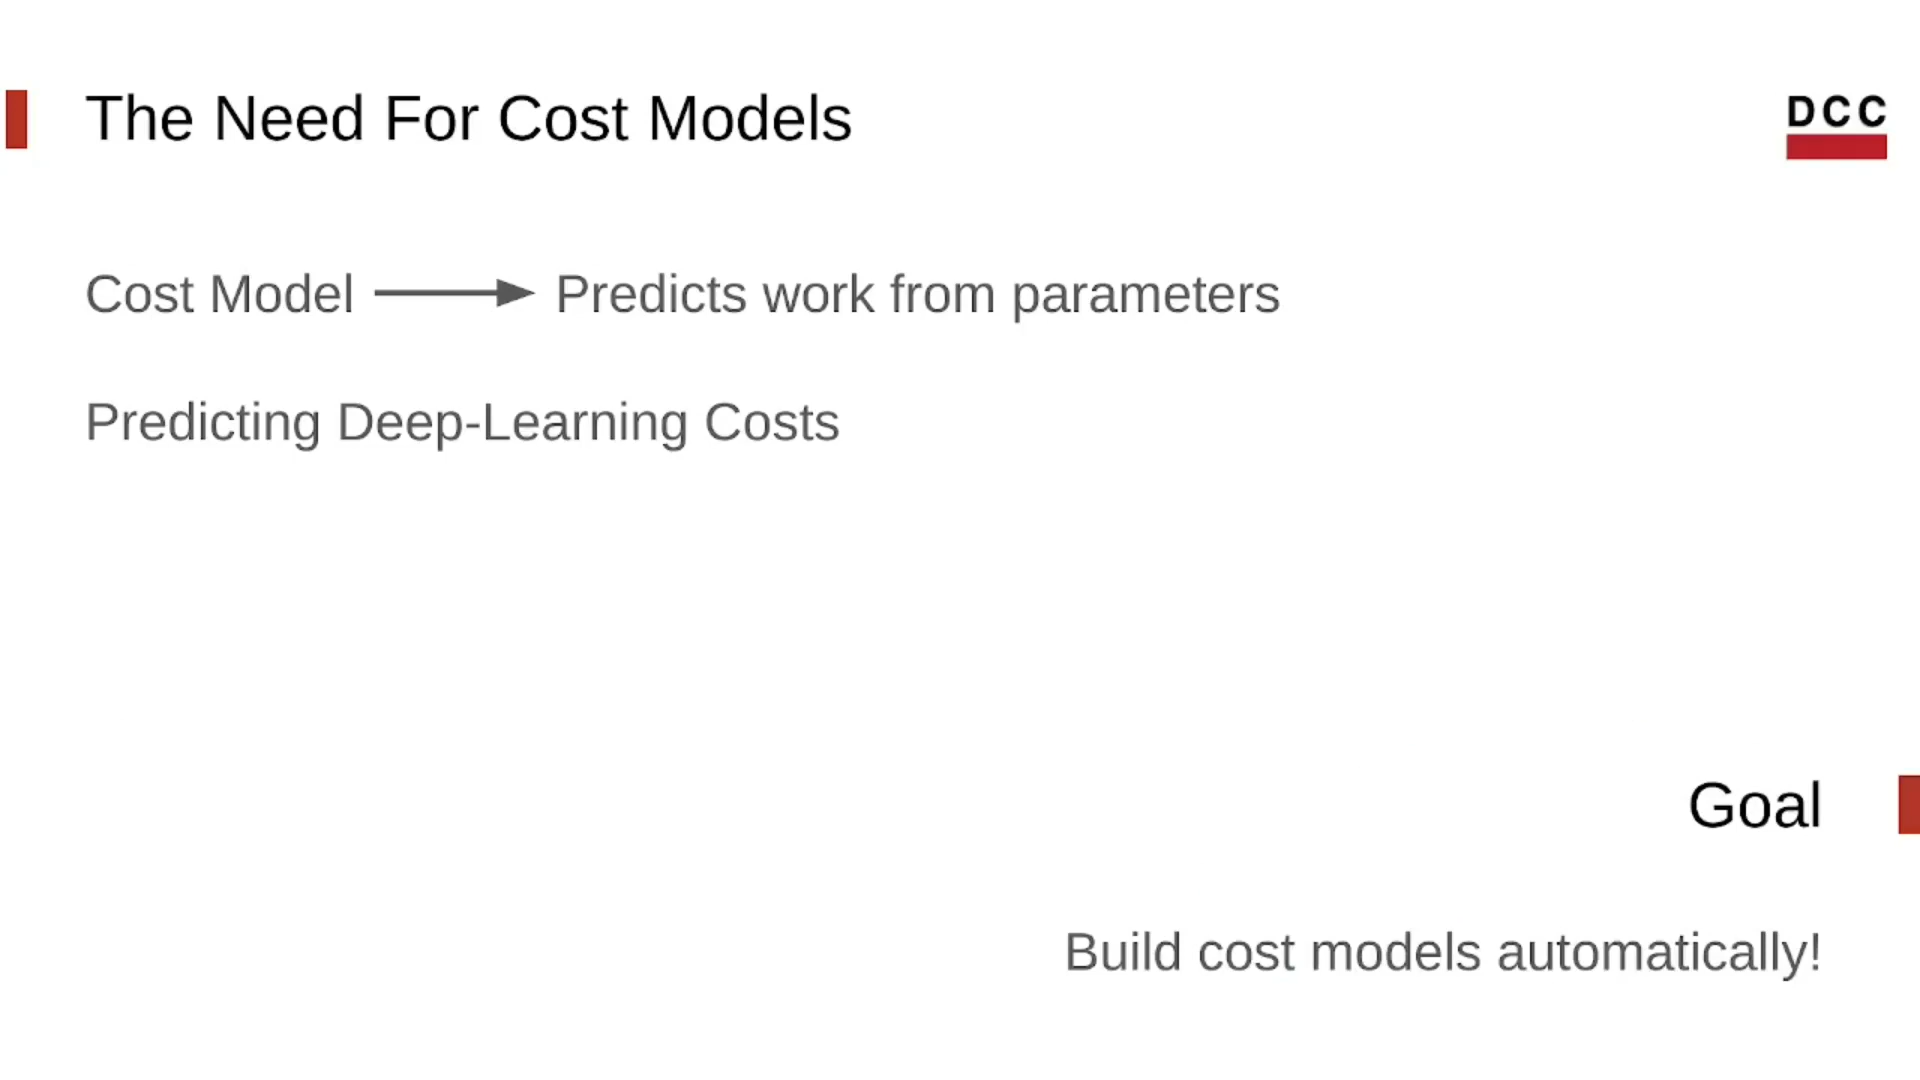 The Need For Cost Models
DCC
Cost Model Predicts work from parameters
Predicting Deep-Learning Costs
Goal
Build cost models automatically!